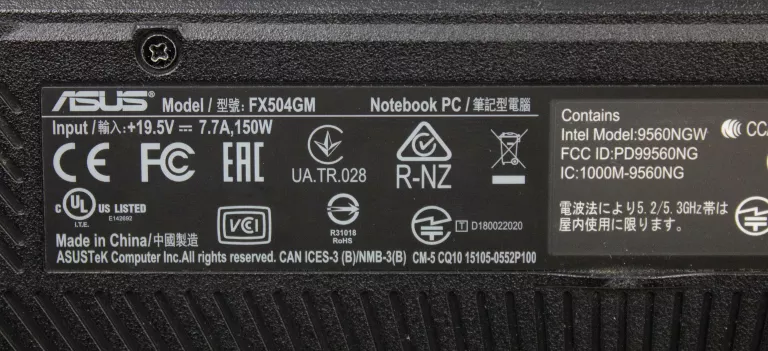 ASUS® Model / 型號: FX504GM Notebook PC / 筆記型電腦
Input / 輸入: +19.5V 7.7A,150W
CE FC EAC UA.TR.028 R-NZ
C UL US LISTED
E142692
I.T.E.
VCI
R31018
RoHS
T D180022020
Made in China/中國製造
ASUSTek Computer Inc.All rights reserved. CAN ICES-3 (B)/NMB-3(B) CM-5 CQ10 15105-0552P100
Contains
Intel Model:9560NGW
FCC ID:PD99560NG
IC:1000M-9560NG
電波法により5.2/5.3GHz帯は
屋内使用に限ります.